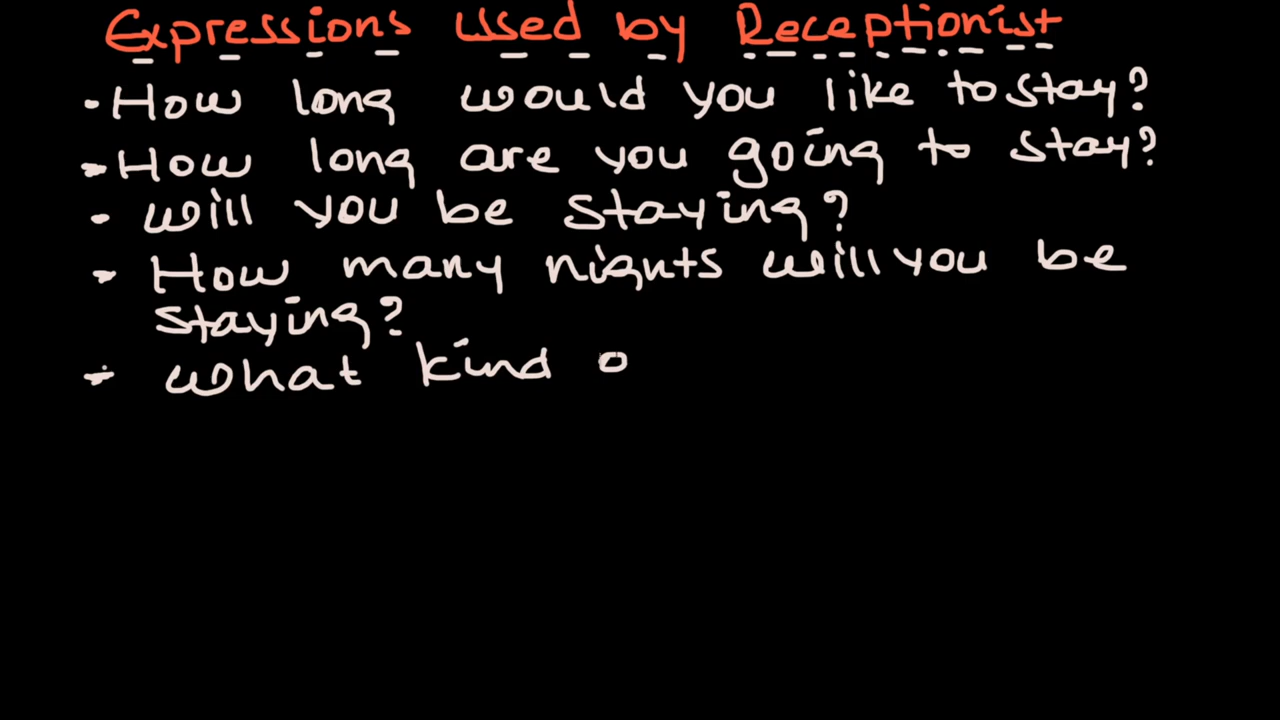 Expressions Used by Receptionist
• How long would you like to stay?
• How long are you going to stay?
• will you be staying?
• How many nights will you be
staying?
• what kind o